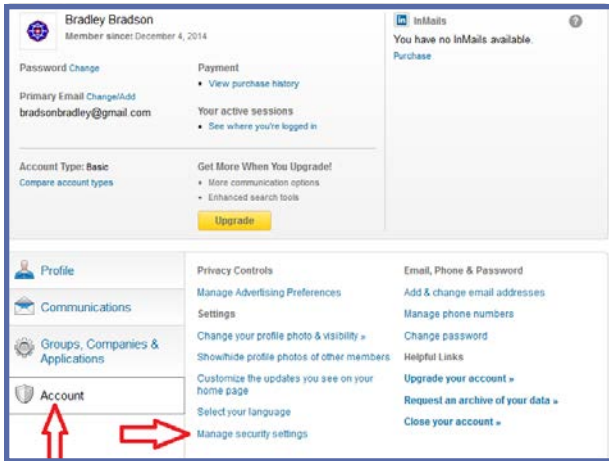 Bradley Bradson
Member since: December 4, 2014
Password Change
Primary Email Change/Add
bradsonbradley@gmail.com
Payment
• View purchase history
Your active sessions
• See where you're logged in
Account Type: Basic
Compare account types
Get More When You Upgrade!
• More communication options
• Enhanced search tools
Upgrade
in InMails ?
You have no InMails available.
Purchase
Profile
Communications
Groups, Companies &
Applications
Account
Privacy Controls
Manage Advertising Preferences
Settings
Change your profile photo & visibility »
Show/hide profile photos of other members
Customize the updates you see on your
home page
Select your language
Manage security settings
Email, Phone & Password
Add & change email addresses
Manage phone numbers
Change password
Helpful Links
Upgrade your account »
Request an archive of your data »
Close your account »